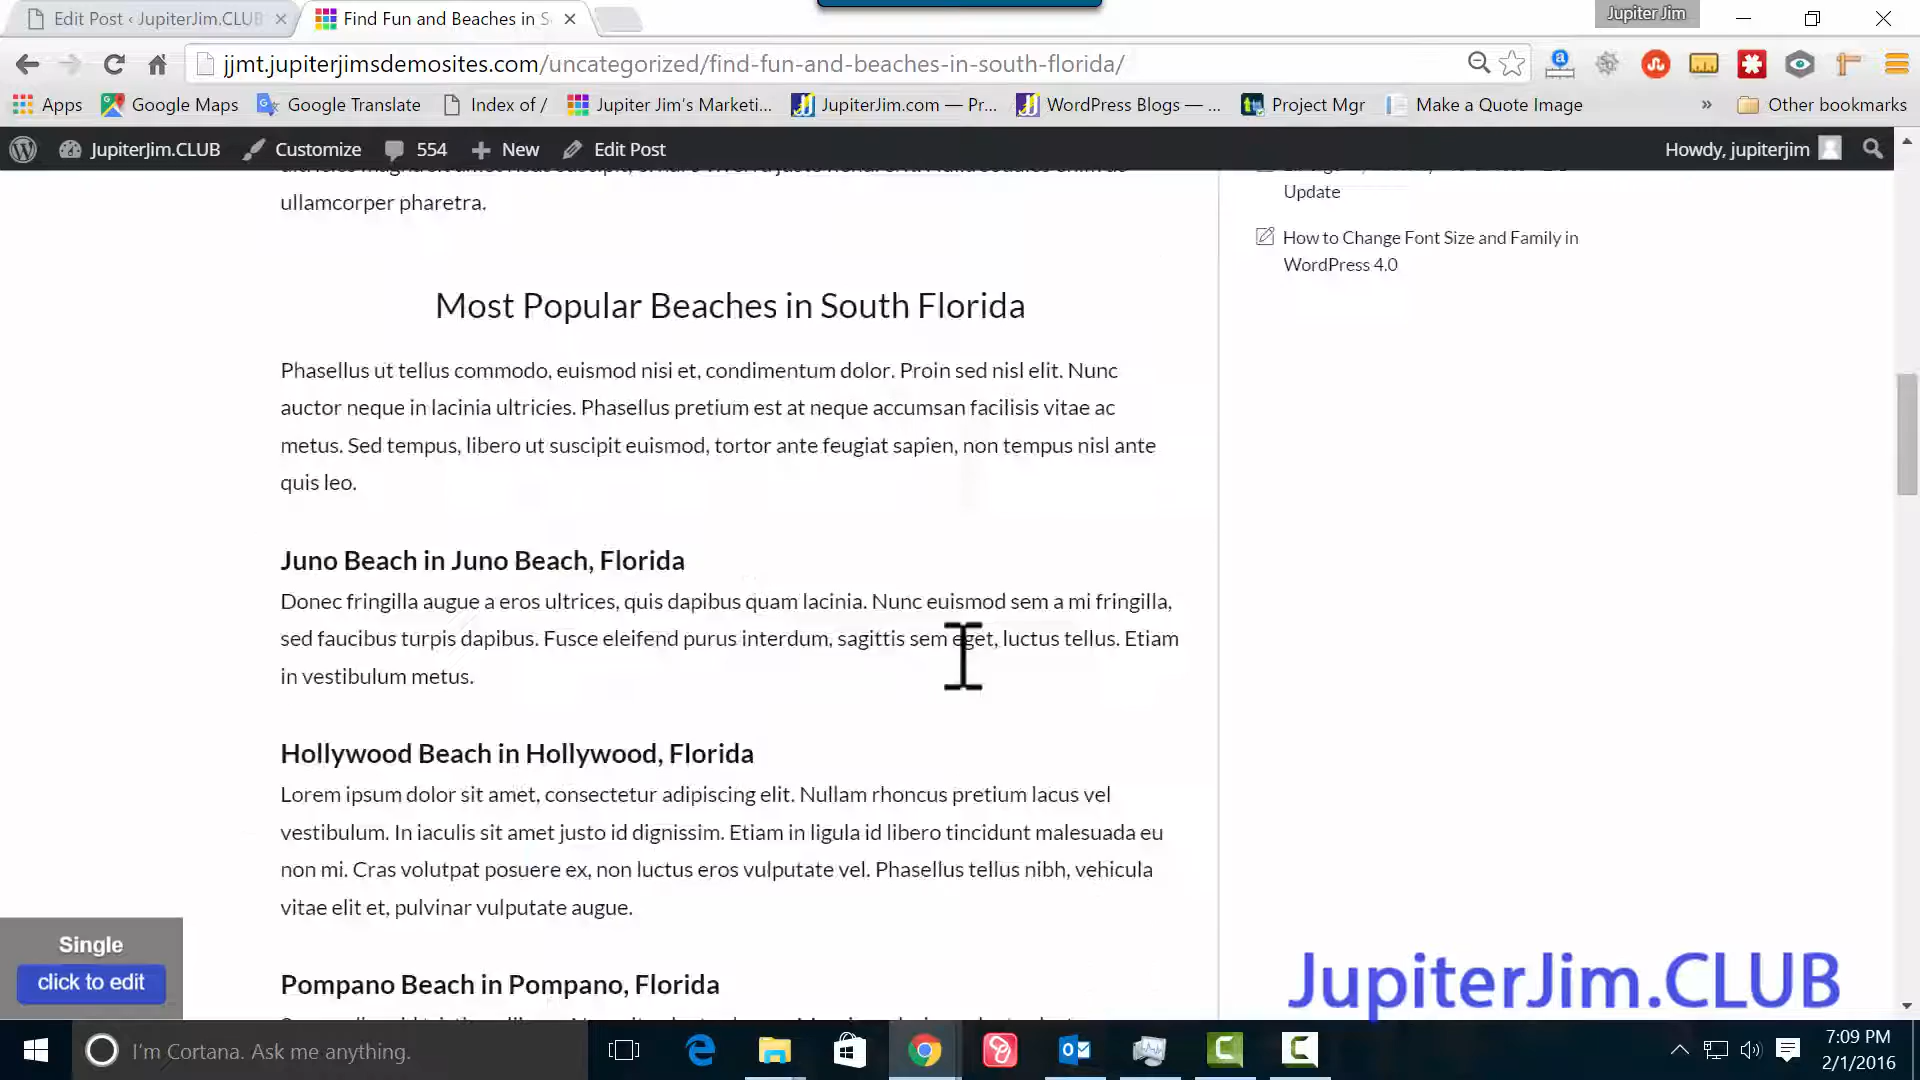 Edit Post ‹ JupiterJim.CLUB
Find Fun and Beaches in S
Jupiter Jim
jjmt.jupiterjimsdemosites.com/uncategorized/find-fun-and-beaches-in-south-florida/
Apps Google Maps Google Translate Index of / Jupiter Jim's Marketi... JupiterJim.com — Pr... WordPress Blogs — ... Project Mgr Make a Quote Image » Other bookmarks
JupiterJim.CLUB Customize 554 New Edit Post Howdy, jupiterjim
ullamcorper pharetra.
Update
How to Change Font Size and Family in
WordPress 4.0
Most Popular Beaches in South Florida
Phasellus ut tellus commodo, euismod nisi et, condimentum dolor. Proin sed nisl elit. Nunc
auctor neque in lacinia ultricies. Phasellus pretium est at neque accumsan facilisis vitae ac
metus. Sed tempus, libero ut suscipit euismod, tortor ante feugiat sapien, non tempus nisl ante
quis leo.
Juno Beach in Juno Beach, Florida
Donec fringilla augue a eros ultrices, quis dapibus quam lacinia. Nunc euismod sem a mi fringilla,
sed faucibus turpis dapibus. Fusce eleifend purus interdum, sagittis sem eget, luctus tellus. Etiam
in vestibulum metus.
Hollywood Beach in Hollywood, Florida
Lorem ipsum dolor sit amet, consectetur adipiscing elit. Nullam rhoncus pretium lacus vel
vestibulum. In iaculis sit amet justo id dignissim. Etiam in ligula id libero tincidunt malesuada eu
non mi. Cras volutpat posuere ex, non luctus eros vulputate vel. Phasellus tellus nibh, vehicula
vitae elit et, pulvinar vulputate augue.
Pompano Beach in Pompano, Florida
Single
click to edit
JupiterJim.CLUB
I'm Cortana. Ask me anything.
7:09 PM
2/1/2016